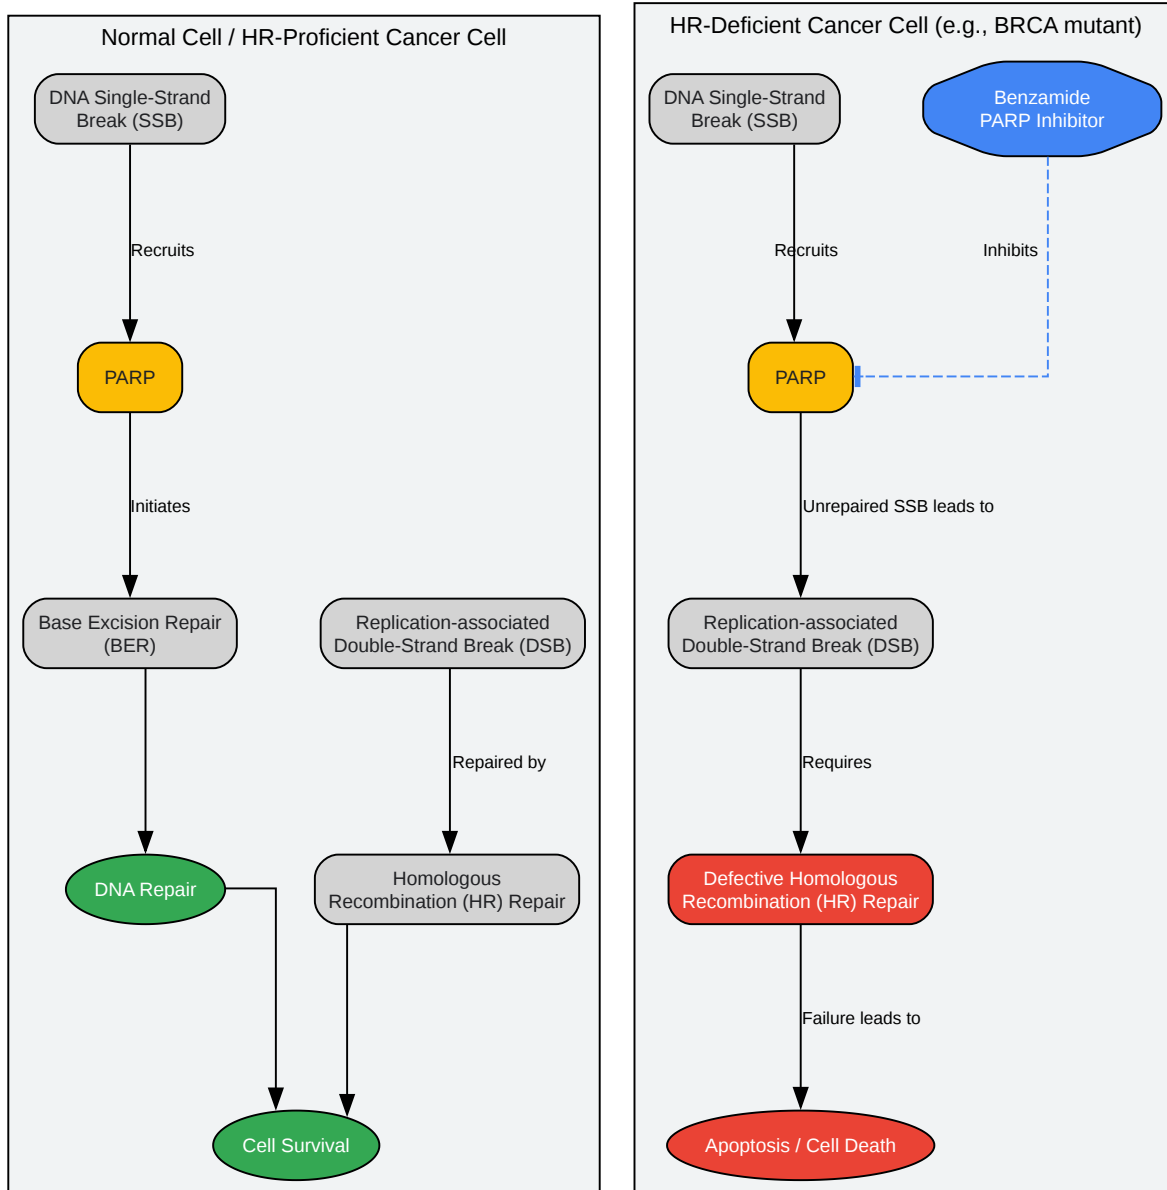 Normal Cell / HR-Proficient Cancer Cell
DNA Single-Strand
Break (SSB)
Recruits
PARP
Initiates
Base Excision Repair
(BER)
Replication-associated
Double-Strand Break (DSB)
Repaired by
DNA Repair
Homologous
Recombination (HR) Repair
Cell Survival
HR-Deficient Cancer Cell (e.g., BRCA mutant)
DNA Single-Strand
Break (SSB)
Benzamide
PARP Inhibitor
Recruits
Inhibits
PARP
Unrepaired SSB leads to
Replication-associated
Double-Strand Break (DSB)
Requires
Defective Homologous
Recombination (HR) Repair
Failure leads to
Apoptosis / Cell Death